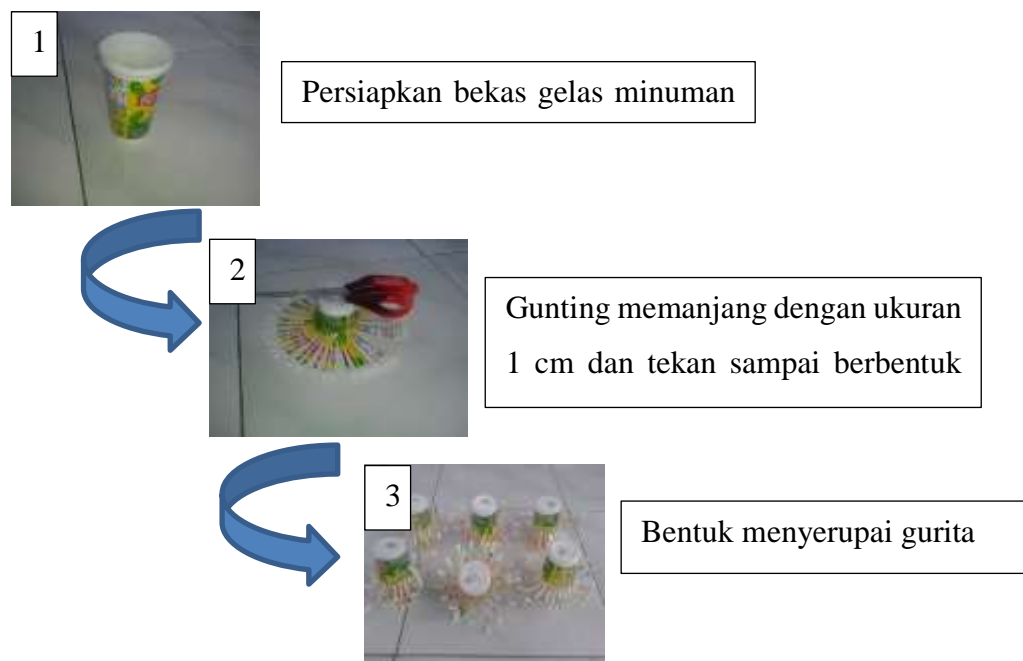 1
Persiapkan bekas gelas minuman
2
Gunting memanjang dengan ukuran
1 cm dan tekan sampai berbentuk
3
Bentuk menyerupai gurita